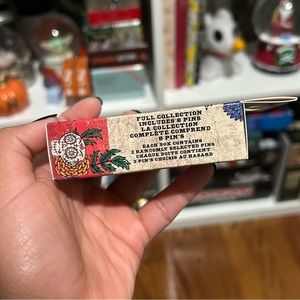 FULL COLLECTION
INCLUDES 8 PINS
LA COLLECTION
COMPLÈTE COMPREND
8 PIN'S
EACH BOX CONTAINS
2 RANDOMLY SELECTED PINS
CHAQUE BOÎTE CONTIENT
2 PIN'S CHOISIS AU HASARD